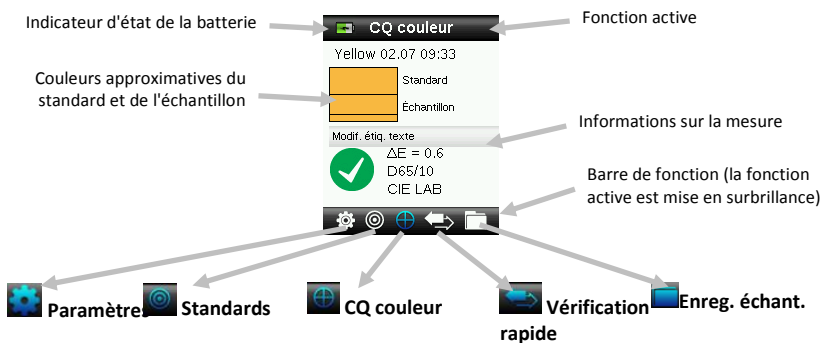 Indicateur d'état de la batterie
CQ couleur
Fonction active
Yellow 02.07 09:33
Couleurs approximatives du
standard et de l'échantillon
Standard
Échantillon
Modif. étiq. texte
Informations sur la mesure
ΔE = 0.6
D65/10
CIE LAB
Barre de fonction (la fonction
active est mise en surbrillance)
Paramètres
Standards
CQ couleur
Vérification
rapide
Enreg. échant.